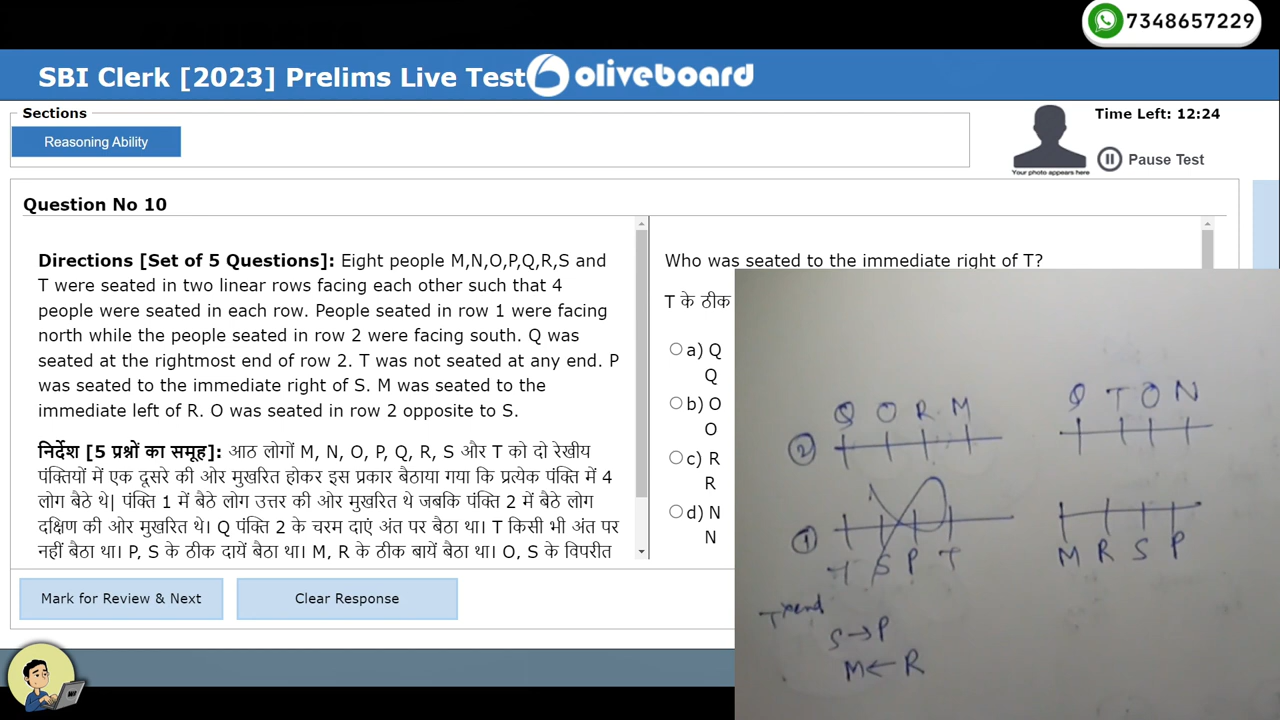 7348657229
SBI Clerk [2023] Prelims Live Test oliveboard
Sections
Reasoning Ability
Time Left: 12:24
Pause Test
Your photo appears here
Question No 10
Directions [Set of 5 Questions]: Eight people M,N,O,P,Q,R,S and
T were seated in two linear rows facing each other such that 4
people were seated in each row. People seated in row 1 were facing
north while the people seated in row 2 were facing south. Q was
seated at the rightmost end of row 2. T was not seated at any end. P
was seated to the immediate right of S. M was seated to the
immediate left of R. O was seated in row 2 opposite to S.
निर्देश [5 प्रश्नों का समूह]: आठ लोगों M, N, O, P, Q, R, S और
T को दो रेखीय
पंक्तियों में एक दूसरे की ओर मुखरित होकर इस प्रकार बैठाया गया कि प्रत्येक पंक्ति में 4
लोग बैठे थे| पंक्ति 1 में बैठे लोग उत्तर की ओर मुखरित थे जबकि पंक्ति 2 में बैठे लोग
दक्षिण की ओर मुखरित थे। Q पंक्ति 2 के चरम दाएं अंत पर बैठा था। T किसी भी अंत पर
नहीं बैठा था। P, S के ठीक दायें बैठा था। M, R के ठीक बायें बैठा था। O, S के विपरीत
Who was seated to the immediate right of T?
T के ठीक
a) Q
Q
b) O
O
c) R
R
d) N
N
Q O R M
2
1
T S P T
Q T O N
M R S P
S → P
M ← R
Mark for Review & Next
Clear Response